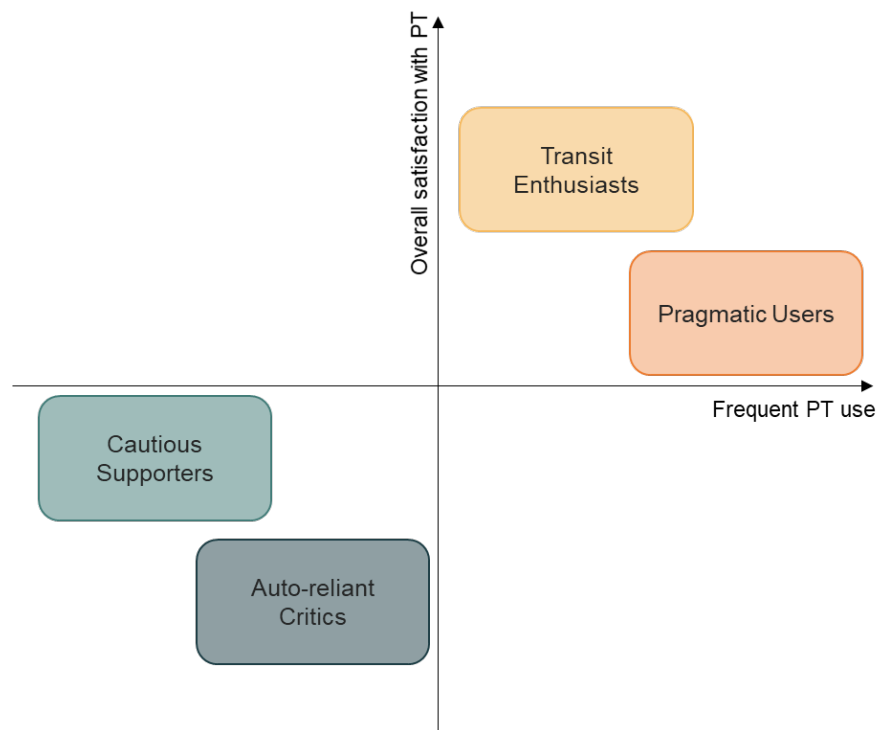 Overall satisfaction with PT
Transit
Enthusiasts
Pragmatic Users
Frequent PT use
Cautious
Supporters
Auto-reliant
Critics